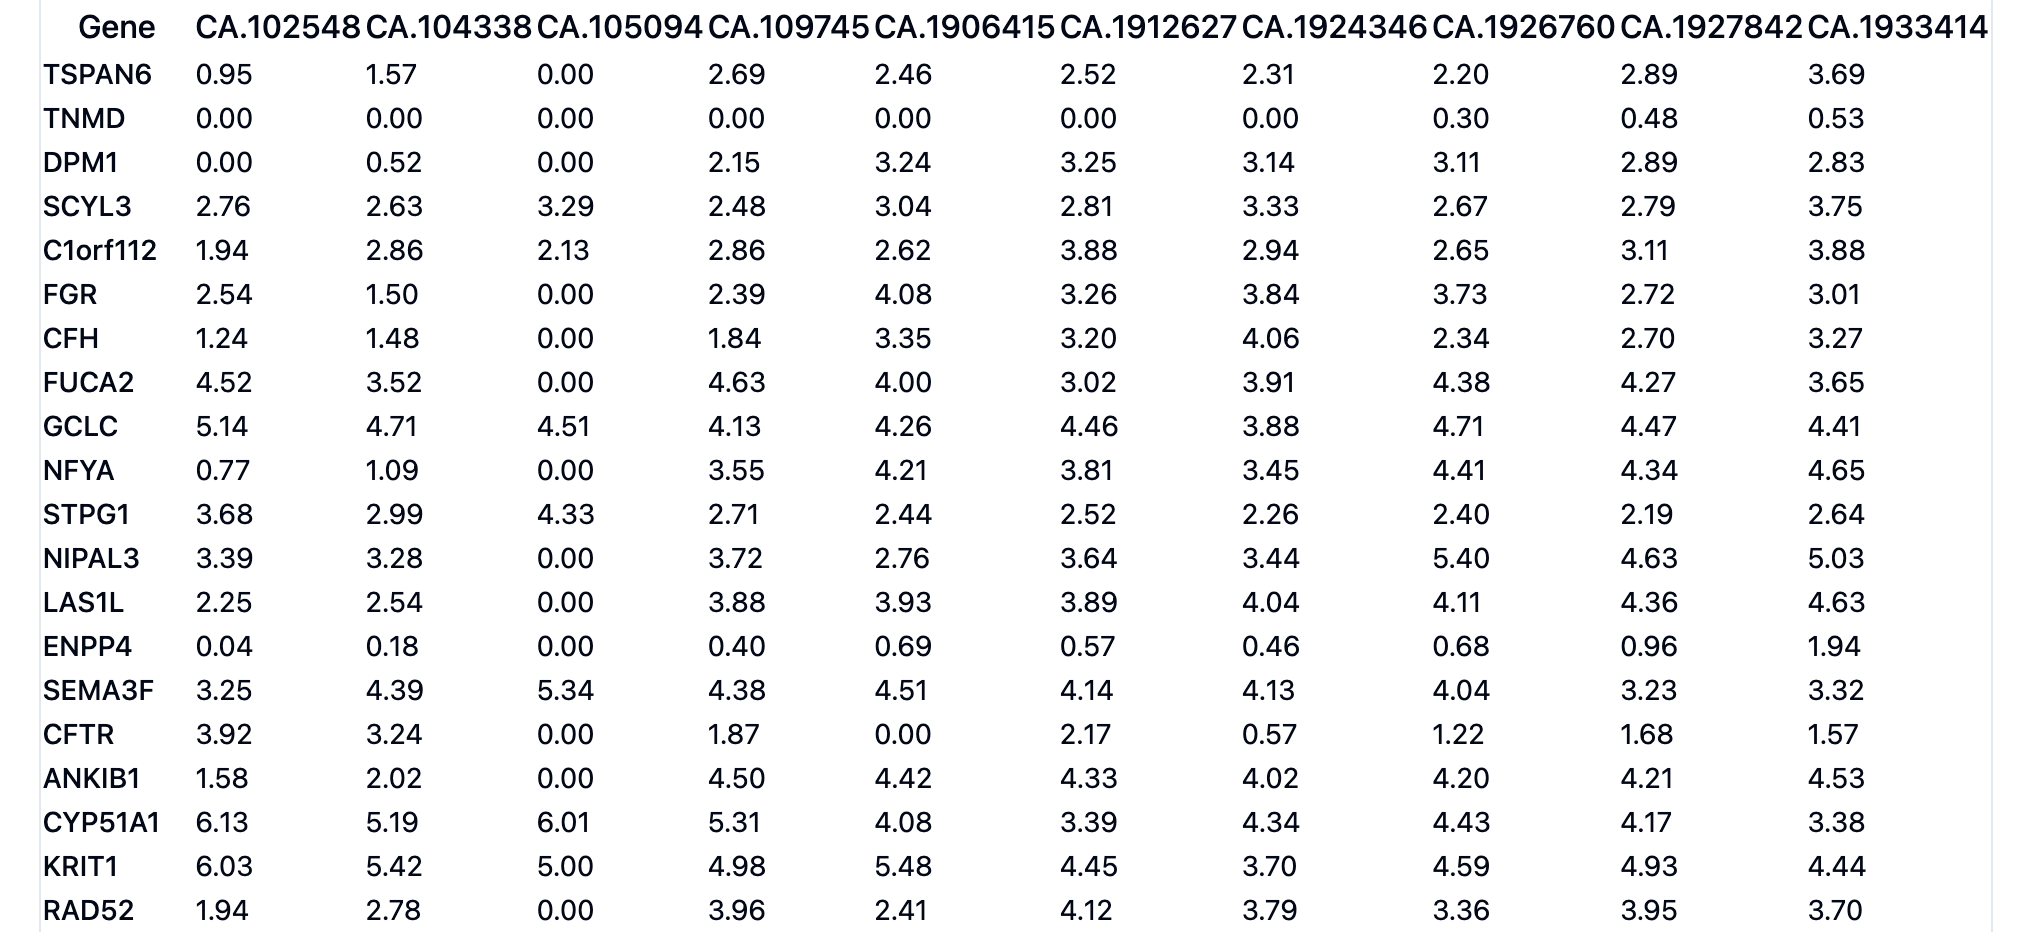 Gene CA.102548 CA.104338 CA.105094 CA.109745 CA.1906415 CA.1912627 CA.1924346 CA.1926760 CA.1927842 CA.1933414
TSPAN6 0.95 1.57 0.00 2.69 2.46 2.52 2.31 2.20 2.89 3.69
TNMD 0.00 0.00 0.00 0.00 0.00 0.00 0.00 0.30 0.48 0.53
DPM1 0.00 0.52 0.00 2.15 3.24 3.25 3.14 3.11 2.89 2.83
SCYL3 2.76 2.63 3.29 2.48 3.04 2.81 3.33 2.67 2.79 3.75
C1orf112 1.94 2.86 2.13 2.86 2.62 3.88 2.94 2.65 3.11 3.88
FGR 2.54 1.50 0.00 2.39 4.08 3.26 3.84 3.73 2.72 3.01
CFH 1.24 1.48 0.00 1.84 3.35 3.20 4.06 2.34 2.70 3.27
FUCA2 4.52 3.52 0.00 4.63 4.00 3.02 3.91 4.38 4.27 3.65
GCLC 5.14 4.71 4.51 4.13 4.26 4.46 3.88 4.71 4.47 4.41
NFYA 0.77 1.09 0.00 3.55 4.21 3.81 3.45 4.41 4.34 4.65
STPG1 3.68 2.99 4.33 2.71 2.44 2.52 2.26 2.40 2.19 2.64
NIPAL3 3.39 3.28 0.00 3.72 2.76 3.64 3.44 5.40 4.63 5.03
LAS1L 2.25 2.54 0.00 3.88 3.93 3.89 4.04 4.11 4.36 4.63
ENPP4 0.04 0.18 0.00 0.40 0.69 0.57 0.46 0.68 0.96 1.94
SEMA3F 3.25 4.39 5.34 4.38 4.51 4.14 4.13 4.04 3.23 3.32
CFTR 3.92 3.24 0.00 1.87 0.00 2.17 0.57 1.22 1.68 1.57
ANKIB1 1.58 2.02 0.00 4.50 4.42 4.33 4.02 4.20 4.21 4.53
CYP51A1 6.13 5.19 6.01 5.31 4.08 3.39 4.34 4.43 4.17 3.38
KRIT1 6.03 5.42 5.00 4.98 5.48 4.45 3.70 4.59 4.93 4.44
RAD52 1.94 2.78 0.00 3.96 2.41 4.12 3.79 3.36 3.95 3.70